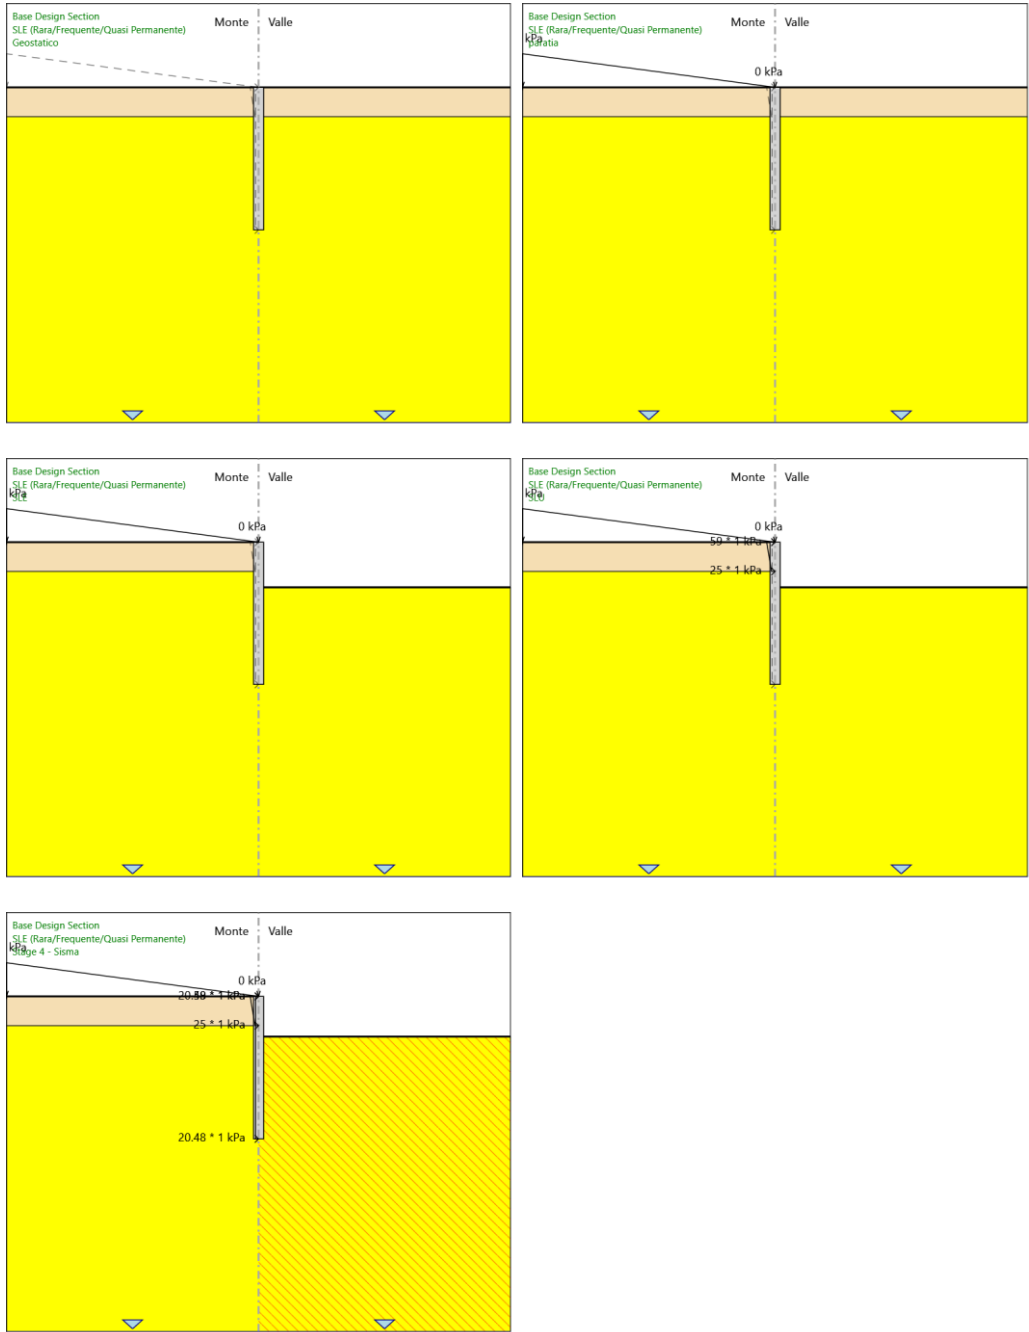 Base Design Section
SLE (Rara/Frequente/Quasi Permanente)
Geostatico
Monte
Valle
Base Design Section
SLE (Rara/Frequente/Quasi Permanente)
kPa
paratia
Monte
Valle
0 kPa
Base Design Section
SLE (Rara/Frequente/Quasi Permanente)
kPa
SLE
Monte
Valle
0 kPa
Base Design Section
SLE (Rara/Frequente/Quasi Permanente)
kPa
SLU
Monte
Valle
0 kPa
59 * 1 kPa
25 * 1 kPa
Base Design Section
SLE (Rara/Frequente/Quasi Permanente)
kPa
Stage 4 - Sisma
Monte
Valle
0 kPa
* 1 kPa
25 * 1 kPa
20.48 * 1 kPa